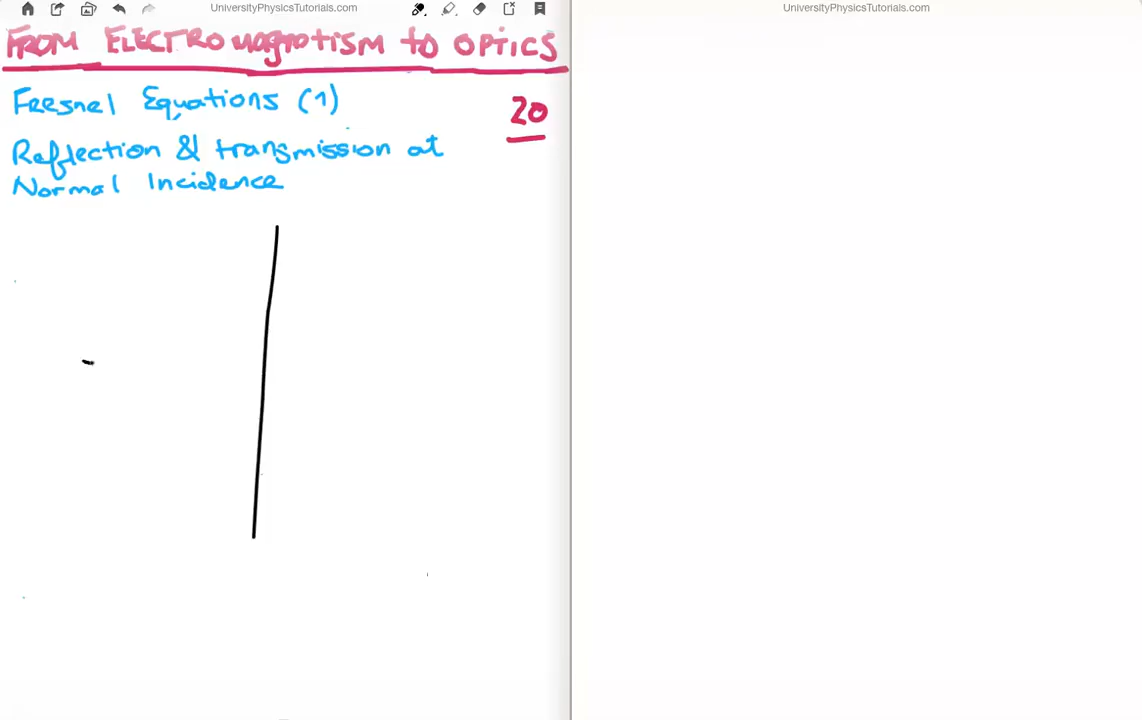 UniversityPhysicsTutorials.com
FROM ELECTROMAGNETISM to OPTICS
Fresnel Equations (1)
20
Reflection & transmission at
Normal Incidence
UniversityPhysicsTutorials.com